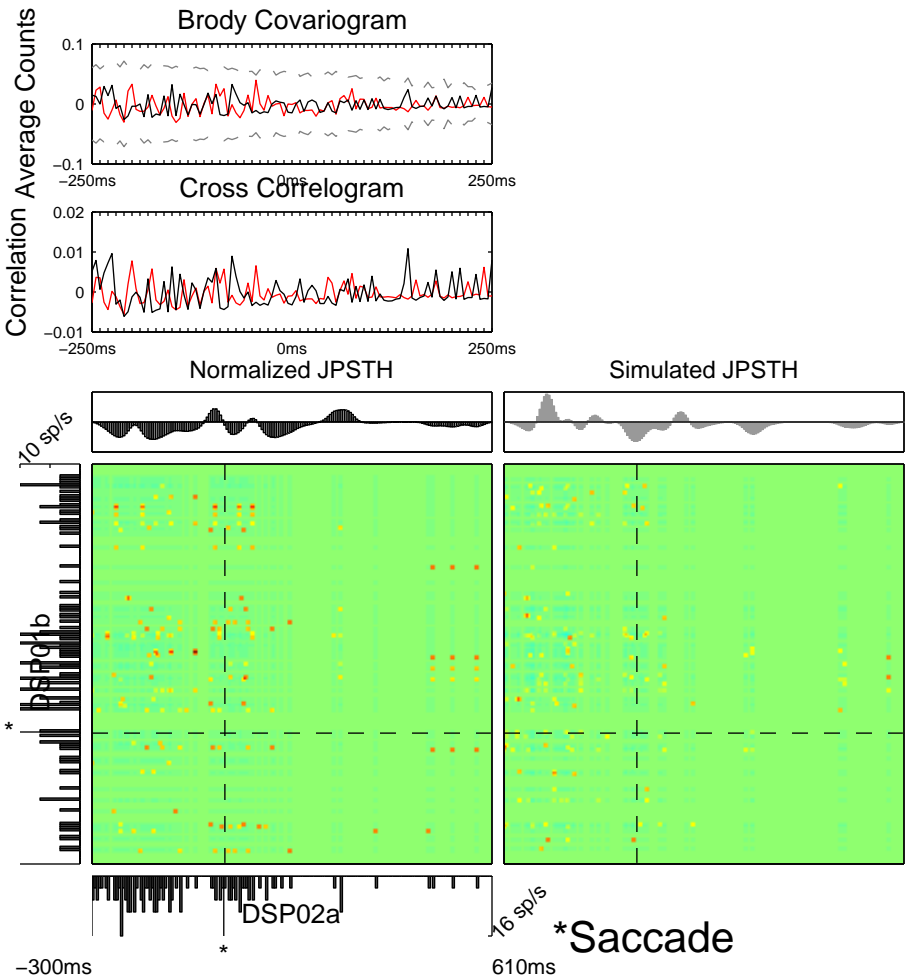 Brody Covariogram
Average Counts
0.1
0
−0.1
−250ms
0ms
250ms
Cross Correlogram
Correlation
0.02
0.01
0
−0.01
−250ms
0ms
250ms
Normalized JPSTH
Simulated JPSTH
10 sp/s
DSP01b
*
DSP02a
16 sp/s
*
*Saccade
−300ms
610ms